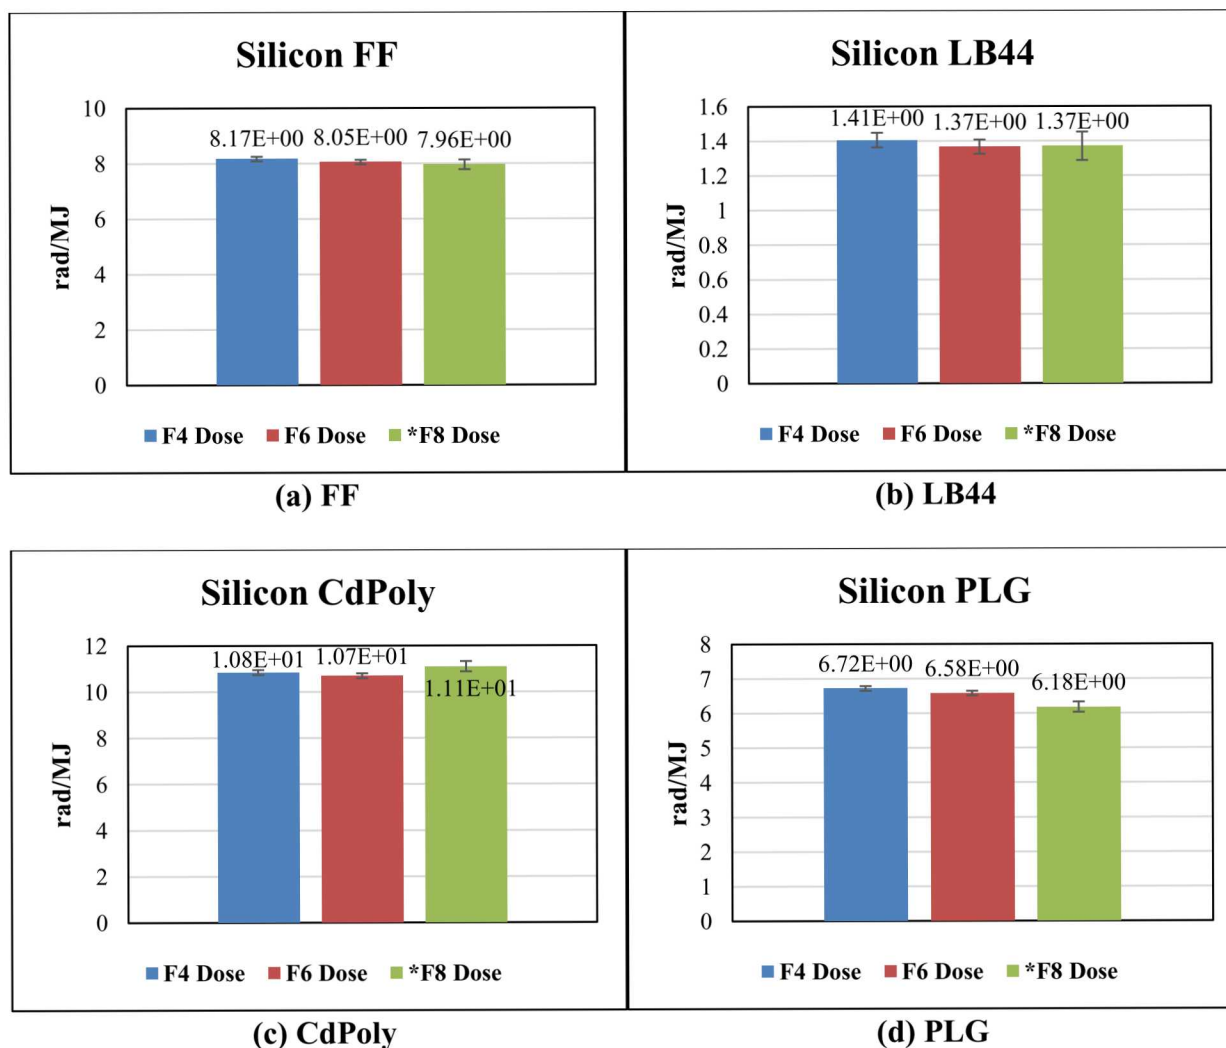 Silicon FF
10
8
6
4
2
0
rad/MJ
8.17E+00 8.05E+00 7.96E+00
F4 Dose F6 Dose *F8 Dose
(a) FF
Silicon LB44
1.6
1.4
1.2
1
0.8
0.6
0.4
0.2
0
rad/MJ
1.41E+00 1.37E+00 1.37E+00
F4 Dose F6 Dose *F8 Dose
(b) LB44
Silicon CdPoly
12
10
8
6
4
2
0
rad/MJ
1.08E+01 1.07E+01 1.11E+01
F4 Dose F6 Dose *F8 Dose
(c) CdPoly
Silicon PLG
8
7
6
5
4
3
2
1
0
rad/MJ
6.72E+00 6.58E+00 6.18E+00
F4 Dose F6 Dose *F8 Dose
(d) PLG